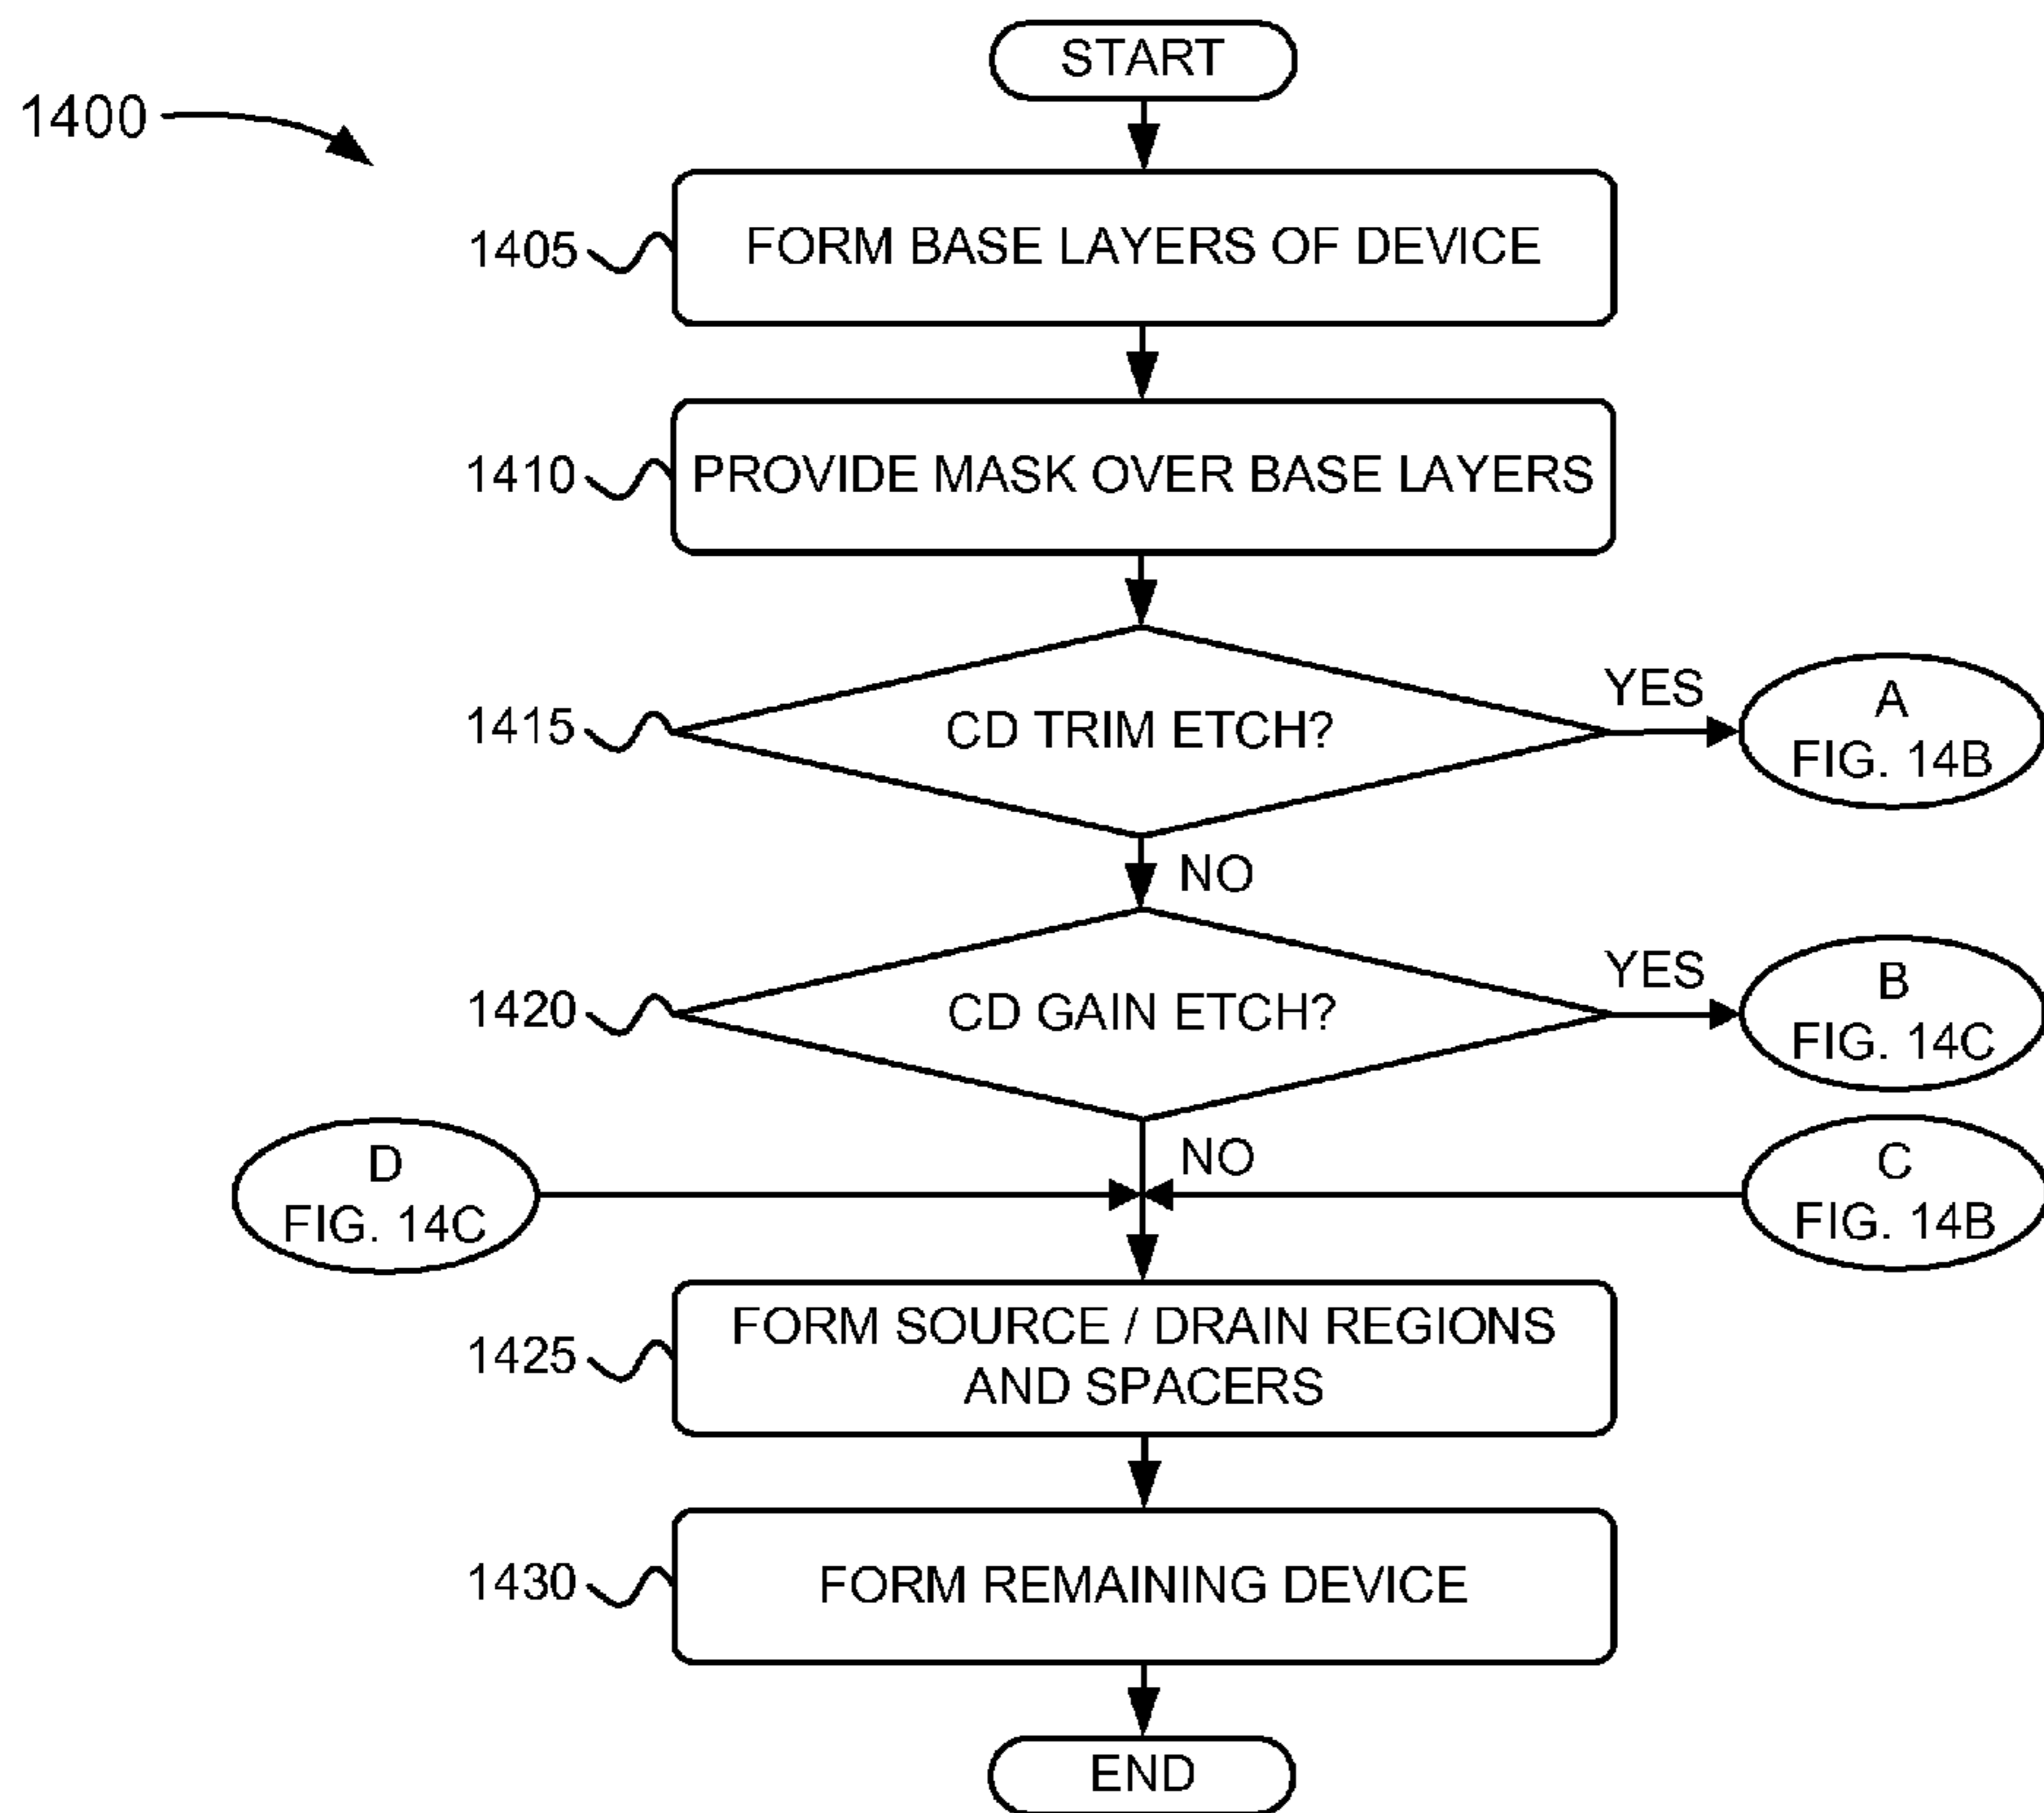 START
1400
1405
FORM BASE LAYERS OF DEVICE
1410
PROVIDE MASK OVER BASE LAYERS
1415
CD TRIM ETCH?
YES
A
FIG. 14B
NO
1420
CD GAIN ETCH?
YES
B
FIG. 14C
NO
D
FIG. 14C
C
FIG. 14B
1425
FORM SOURCE / DRAIN REGIONS
AND SPACERS
1430
FORM REMAINING DEVICE
END